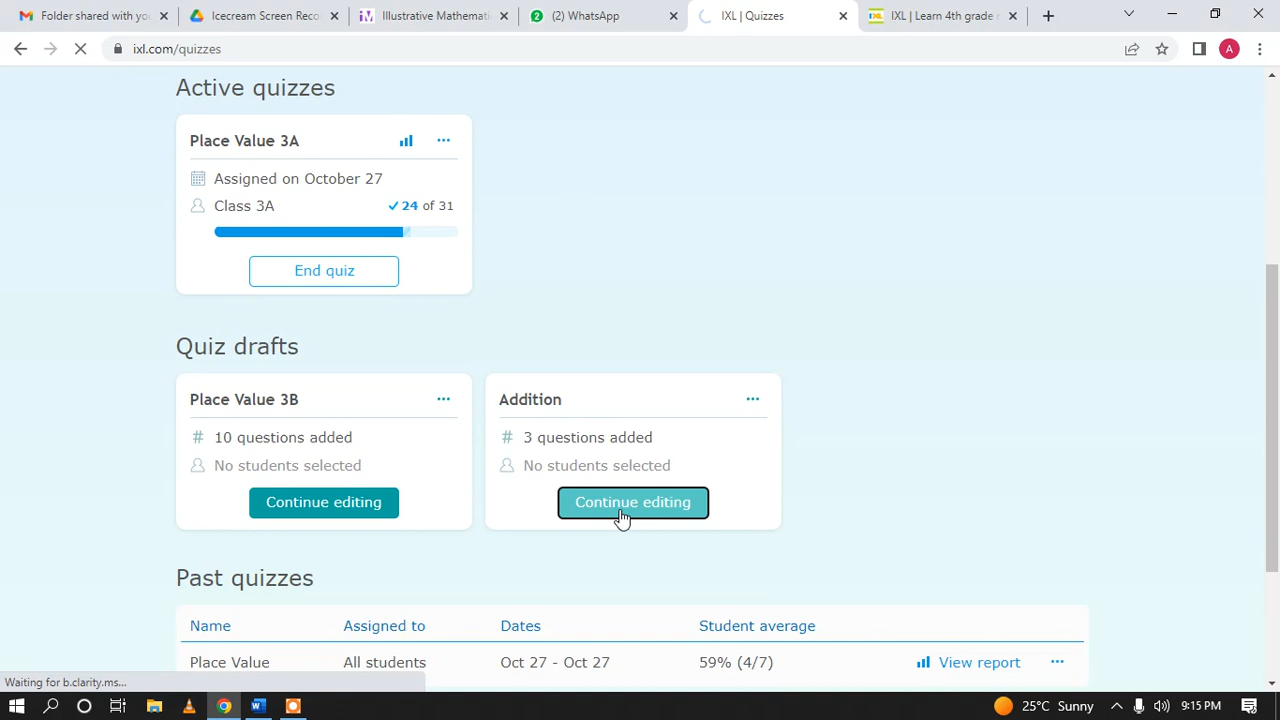 Folder shared with you
Icecream Screen Reco
Illustrative Mathemati
(2) WhatsApp
IXL | Quizzes
IXL | Learn 4th grade
ixl.com/quizzes
A
Active quizzes
Place Value 3A
Assigned on October 27
Class 3A
24 of 31
End quiz
Quiz drafts
Place Value 3B
Addition
# 10 questions added
# 3 questions added
No students selected
No students selected
Continue editing
Continue editing
Past quizzes
Name
Assigned to
Dates
Student average
Place Value
All students
Oct 27 - Oct 27
59% (4/7)
View report
Waiting for b.clarity.ms...
25°C Sunny
9:15 PM